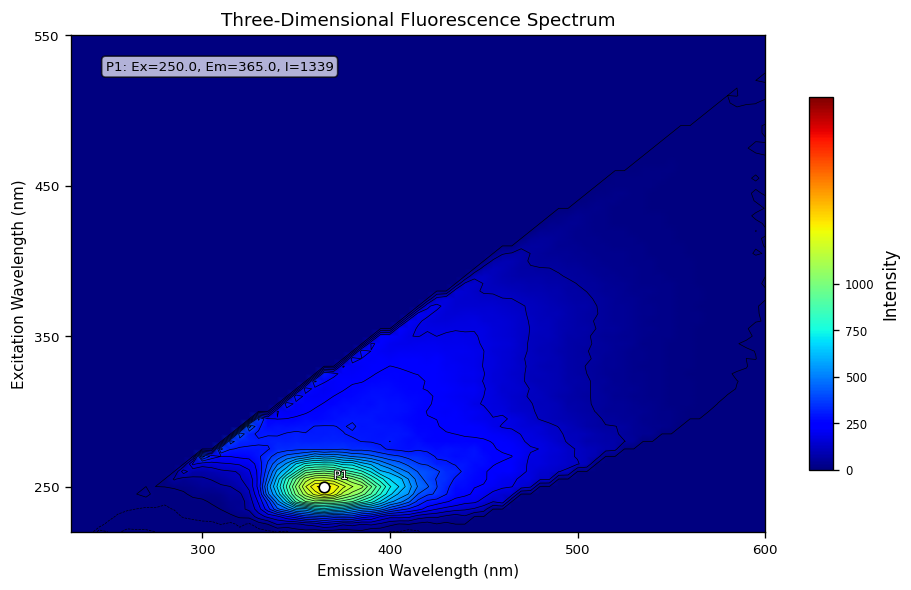 Three-Dimensional Fluorescence Spectrum
P1: Ex=250.0, Em=365.0, I=1339
550
450
350
250
Excitation Wavelength (nm)
P1
300
400
500
600
Emission Wavelength (nm)
1000
750
500
250
0
Intensity